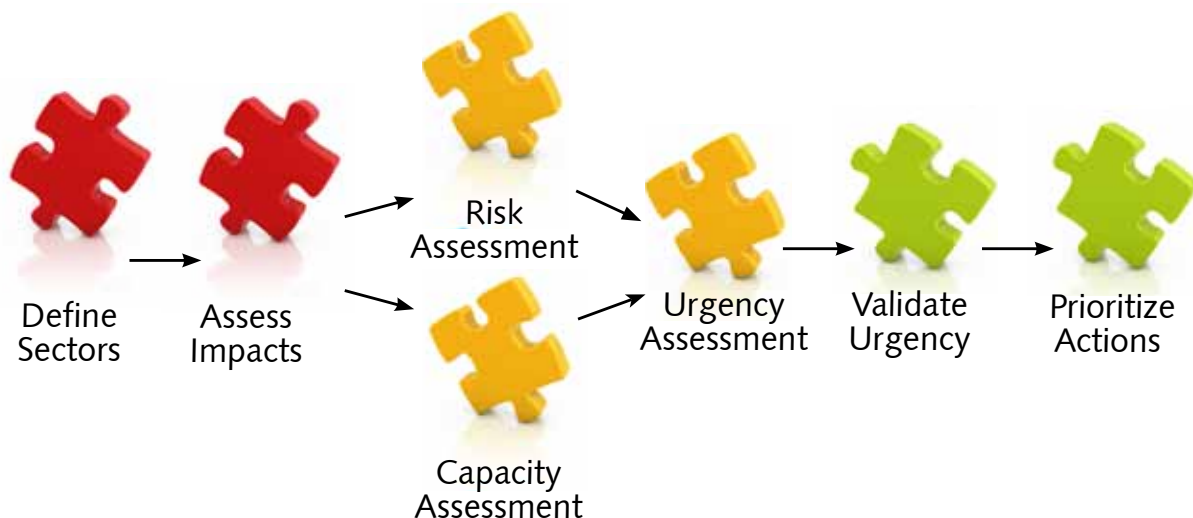 Define
Sectors
Assess
Impacts
Risk
Assessment
Capacity
Assessment
Urgency
Assessment
Validate
Urgency
Prioritize
Actions